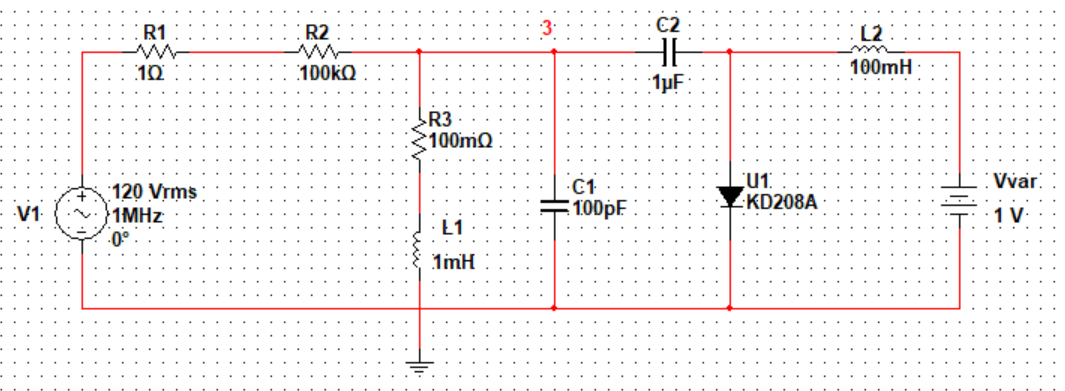 R1
1Ω
R2
100kΩ
3
C2
1µF
L2
100mH
R3
100mΩ
V1
120 Vrms
1MHz
0°
L1
1mH
C1
100pF
U1
KD208A
Vvar
1 V